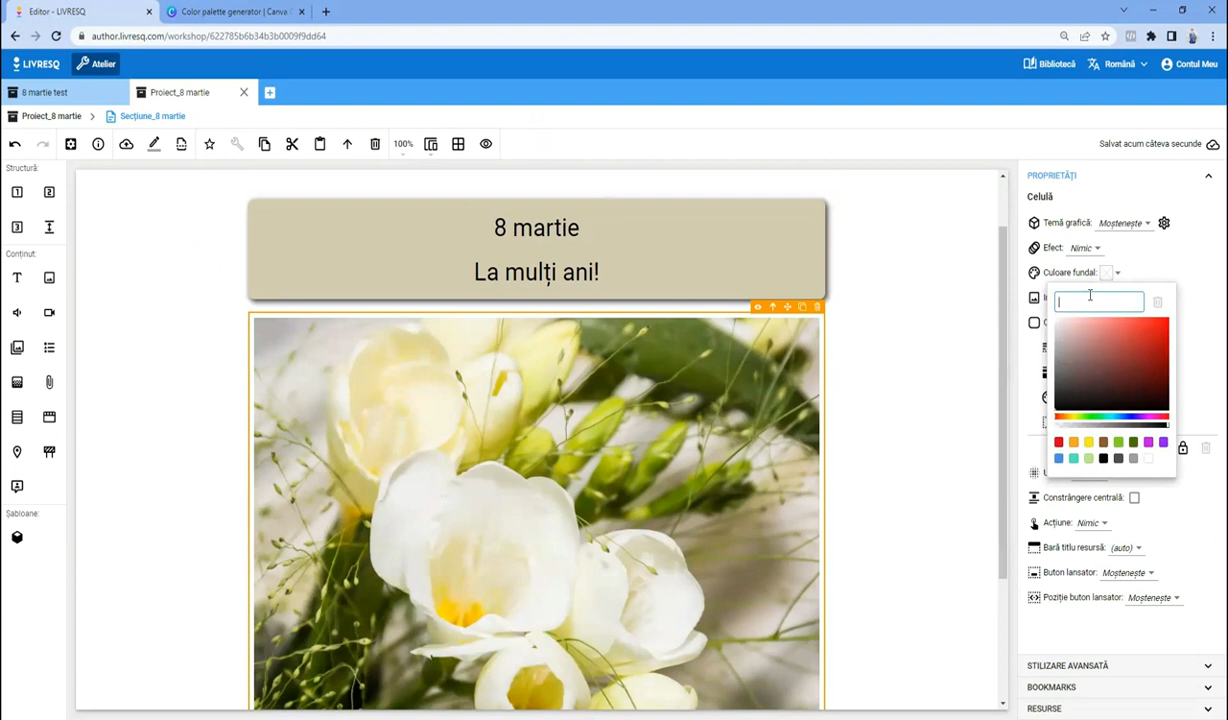 Editor - LIVRESQ
Color palette generator | Canva
author.livresq.com/workshop/622785b6b34b3b0009f9dd64
LIVRESQ
Atelier
Bibliotecă
Română
Contul Meu
8 martie test
Proiect_8 martie
Proiect_8 martie
Secțiune_8 martie
100%
Salvat acum câteva secunde
Structură:
1
2
3
Conținut:
Șabloane:
8 martie
La mulți ani!
PROPRIETĂȚI
Celulă
Temă grafică: Moștenește
Efect: Nimic
Culoare fundal:
Constrângere centrală:
Acțiune: Nimic
Bară titlu resursă: (auto)
Buton lansator: Moștenește
Poziție buton lansator: Moștenește
STILIZARE AVANSATĂ
BOOKMARKS
RESURSE